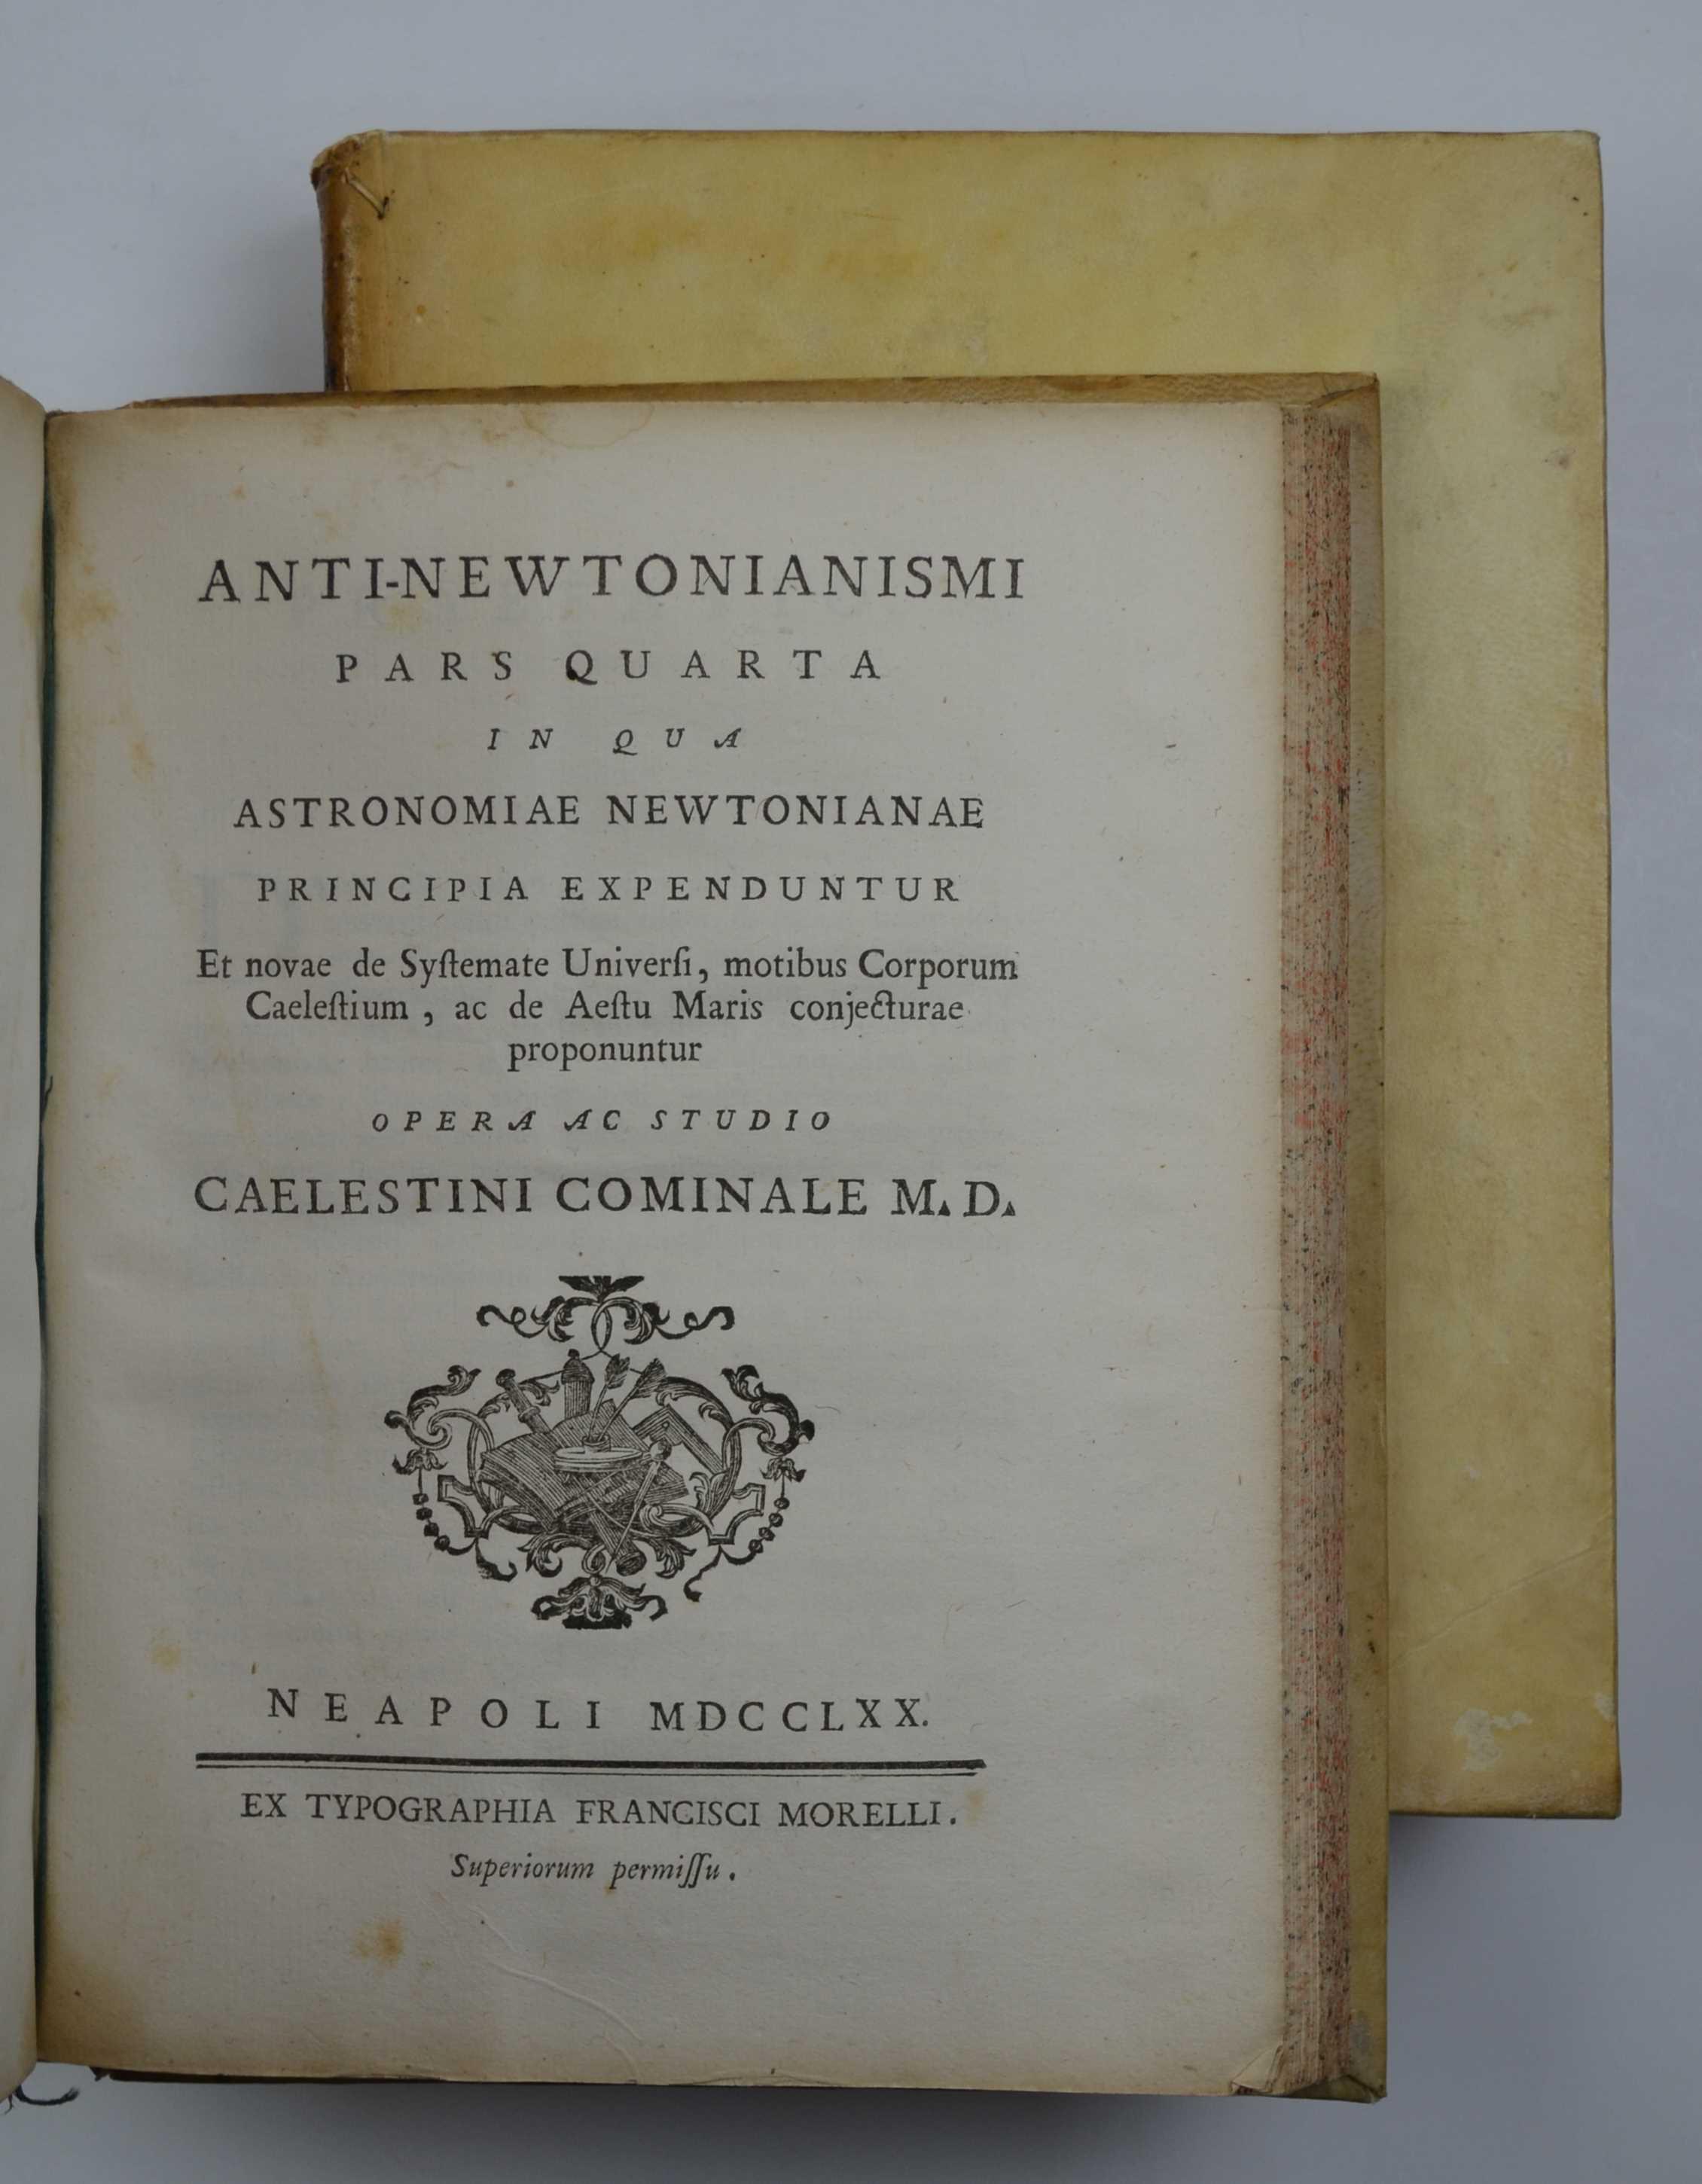 ANTI-NEWTONIANISMI
PARS QUARTA
IN QUA
ASTRONOMIAE NEWTONIANAE
PRINCIPIA EXPENDUNTUR
Et novae de Syſtemate Univerſi, motibus Corporum
Caeleſtium, ac de Aeſtu Maris conjecturae
proponuntur
OPERA AC STUDIO
CAELESTINI COMINALE M. D.
NEAPOLI MDCCLXX.
EX TYPOGRAPHIA FRANCISCI MORELLI.
Superiorum permiſſu.